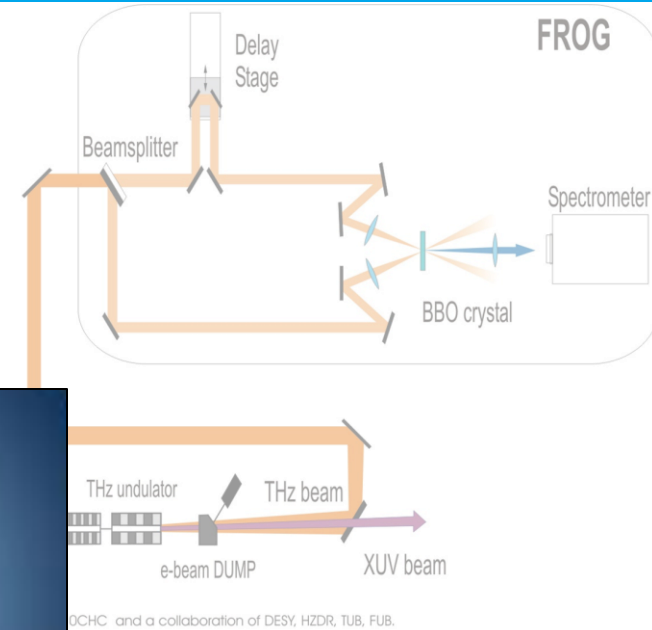 FROG
Delay
Stage
Beamsplitter
Spectrometer
BBO crystal
THz undulator
THz beam
e-beam DUMP
XUV beam
and a collaboration of DESY, HZDR, TUB, FUB.